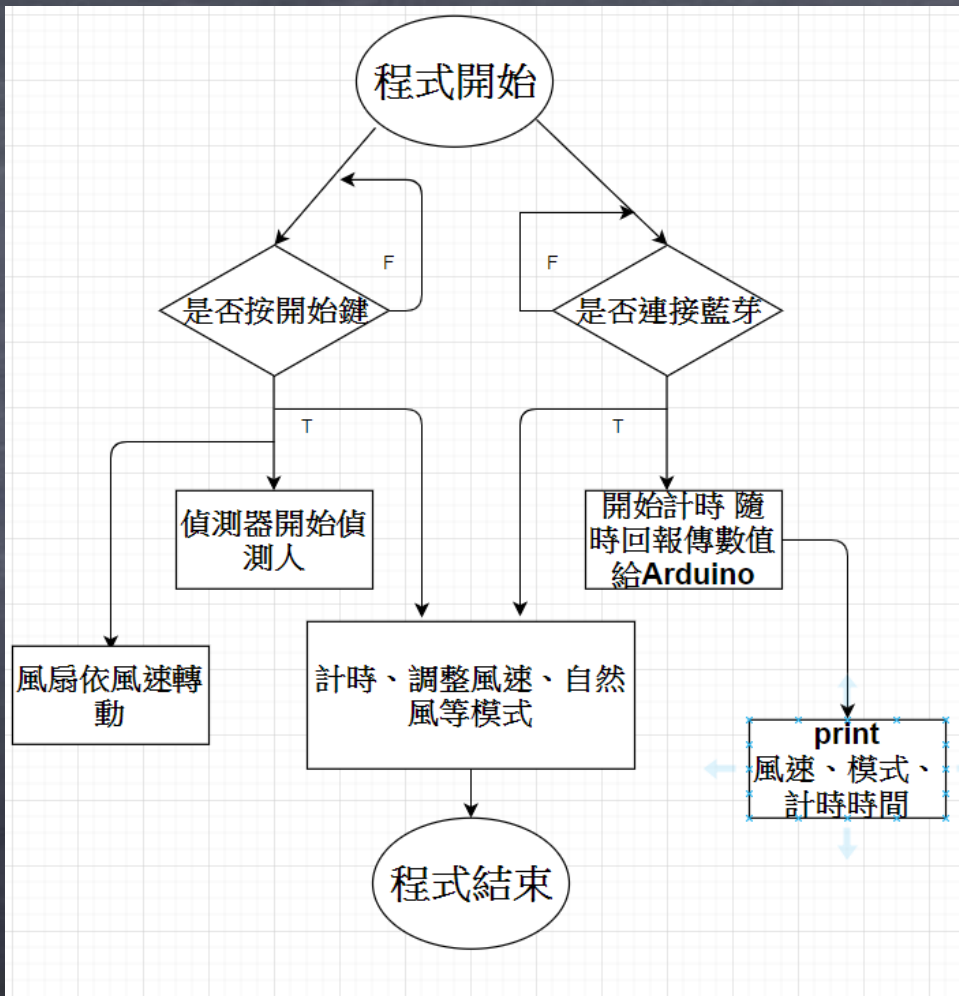 程式開始
F
F
是否按開始鍵
是否連接藍芽
T
T
偵測器開始偵
測人
開始計時 隨
時回報傳數值
給Arduino
風扇依風速轉
動
計時、調整風速、自然
風等模式
print
風速、模式、
計時時間
程式結束